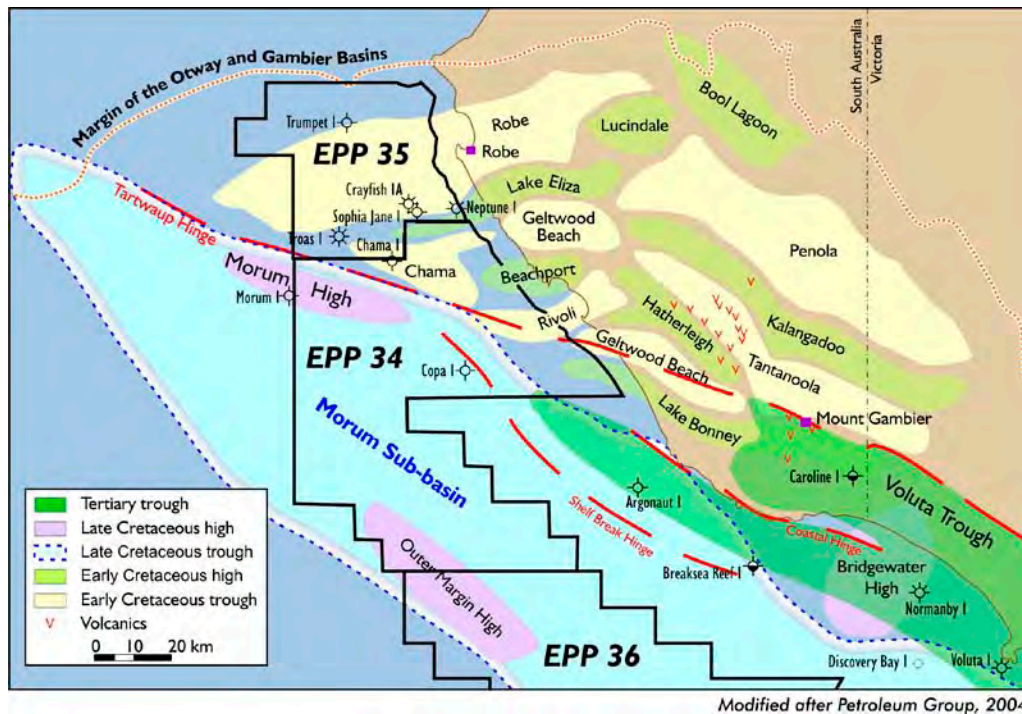 Margin of the Otway and Gambier Basins
South Australia
Victoria
Bool Lagoon
Trumpet 1
Robe
Lucindale
EPP 35
Robe
Crayfish 1A
Lake Eliza
Sophia Jane 1
Neptune 1
Tartwaup Hinge
Geltwood
Beach
Troas 1
Chama 1
Penola
Chama
Beachport
Morum High
Morum 1
Rivoli
Hatherleigh
Kalangadoo
EPP 34
Geltwood Beach
Tantanoola
Copa 1
Morum Sub-basin
Lake Bonney
Mount Gambier
Caroline 1
Voluta Trough
Argonaut 1
Shelf Break Hinge
Coastal Hinge
Outer Margin High
Breaksea Reef 1
Bridgewater
High
Normanby 1
EPP 36
Discovery Bay 1
Voluta 1
Tertiary trough
Late Cretaceous high
Late Cretaceous trough
Early Cretaceous high
Early Cretaceous trough
v Volcanics
0 10 20 km
Modified after Petroleum Group, 2004